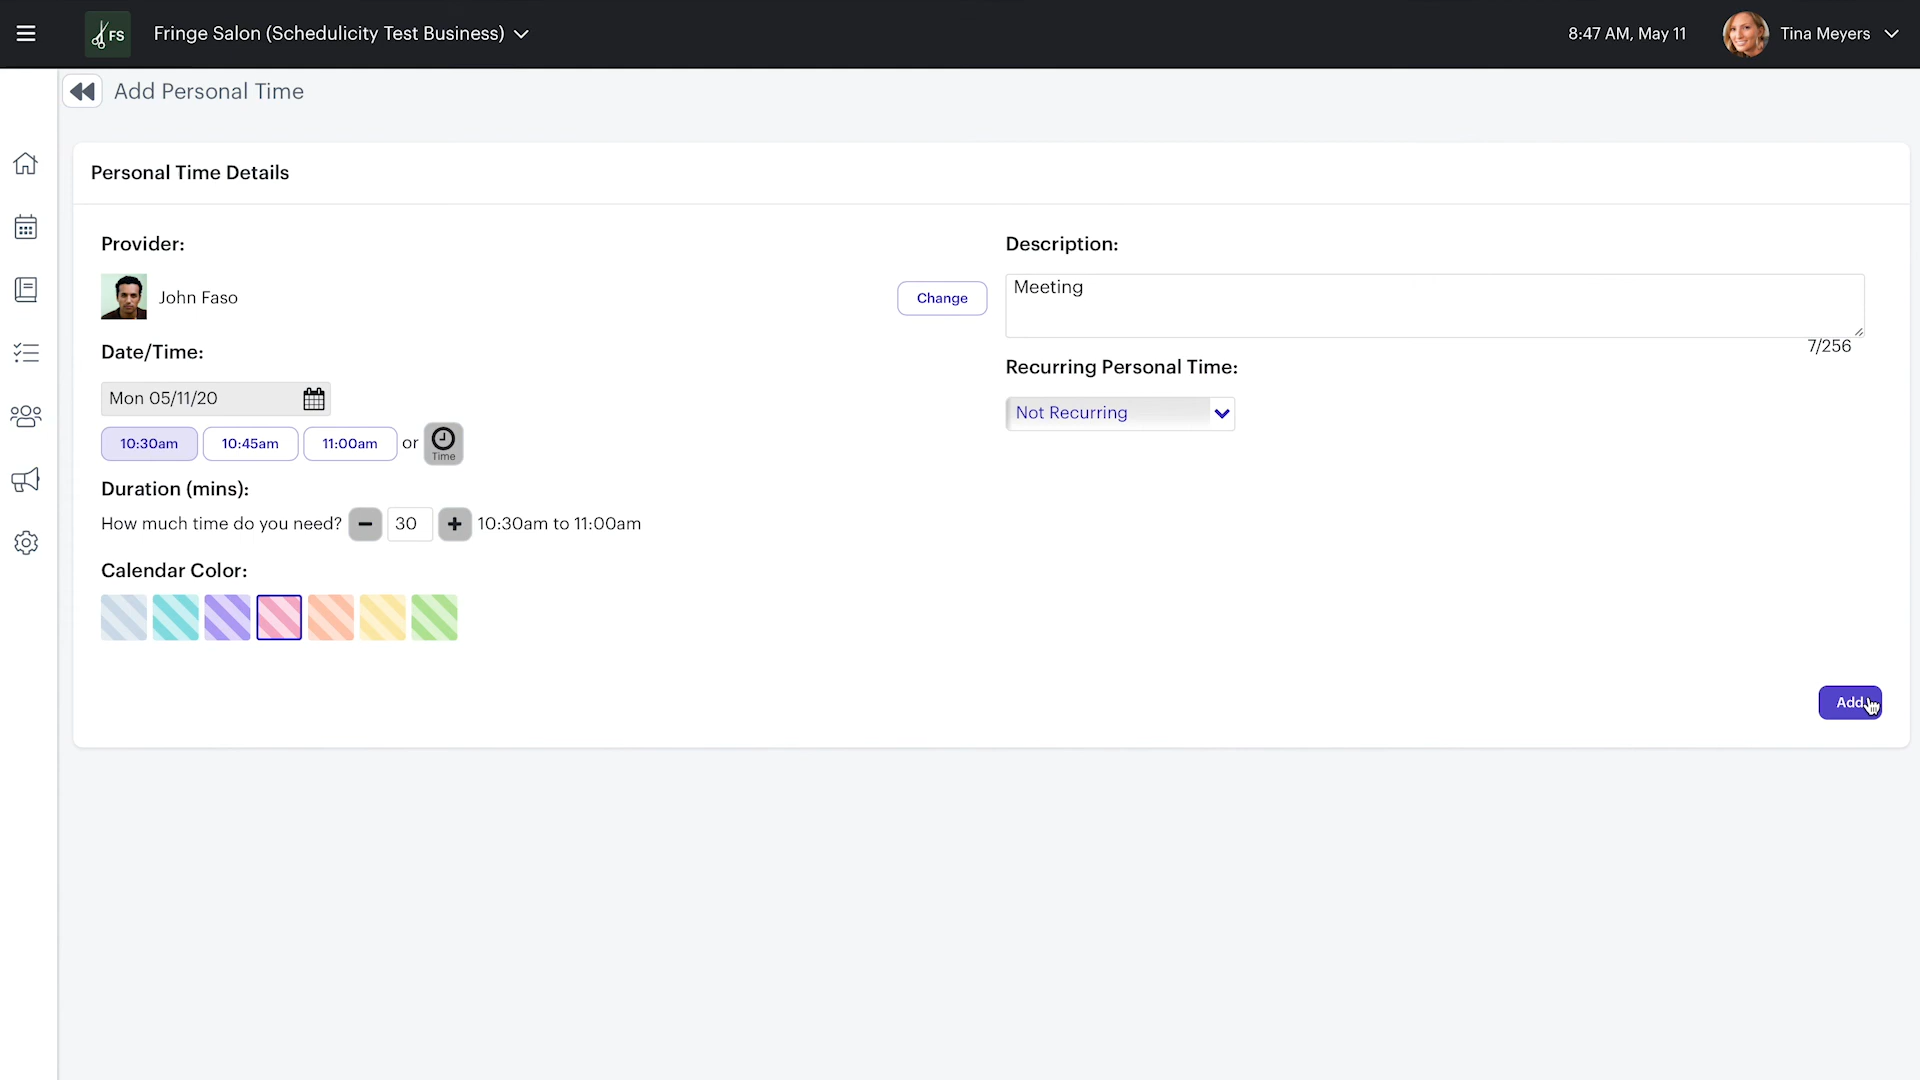 FS Fringe Salon (Schedulicity Test Business) 8:47 AM, May 11 Tina Meyers
Add Personal Time
Personal Time Details
Provider:
John Faso
Change
Date/Time:
Mon 05/11/20
10:30am 10:45am 11:00am or Time
Duration (mins):
How much time do you need? 30 10:30am to 11:00am
Calendar Color:
Description:
Meeting
7/256
Recurring Personal Time:
Not Recurring
Add